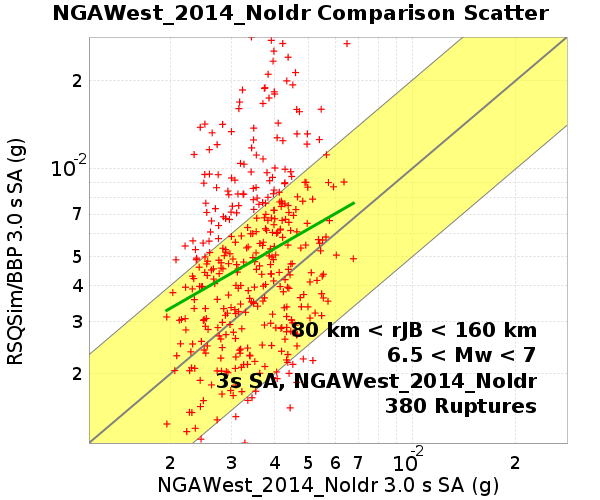 NGAWest_2014_NoIdr Comparison Scatter
RSQSim/BBP 3.0 s SA (g)
2
10-2
7
5
4
3
2
80 km < rJB < 160 km
6.5 < Mw < 7
3s SA, NGAWest_2014_NoIdr
380 Ruptures
2 3 4 5 6 7 10-2 2
NGAWest_2014_NoIdr 3.0 s SA (g)